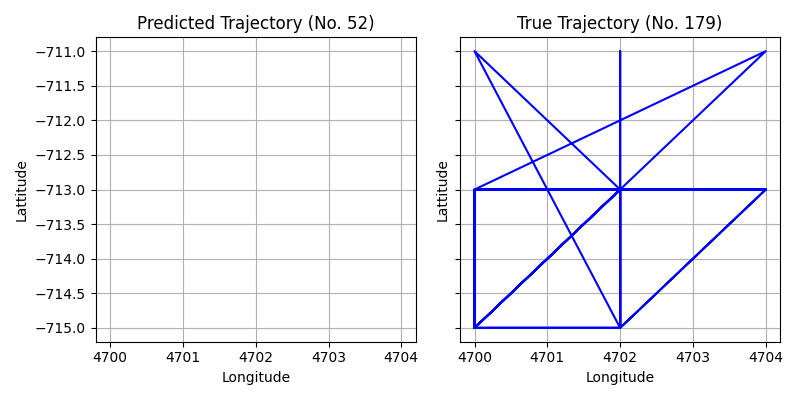 Predicted Trajectory (No. 52)
−711.0
−711.5
−712.0
−712.5
−713.0
−713.5
−714.0
−714.5
−715.0
Lattitude
4700 4701 4702 4703 4704
Longitude
True Trajectory (No. 179)
Lattitude
4700 4701 4702 4703 4704
Longitude